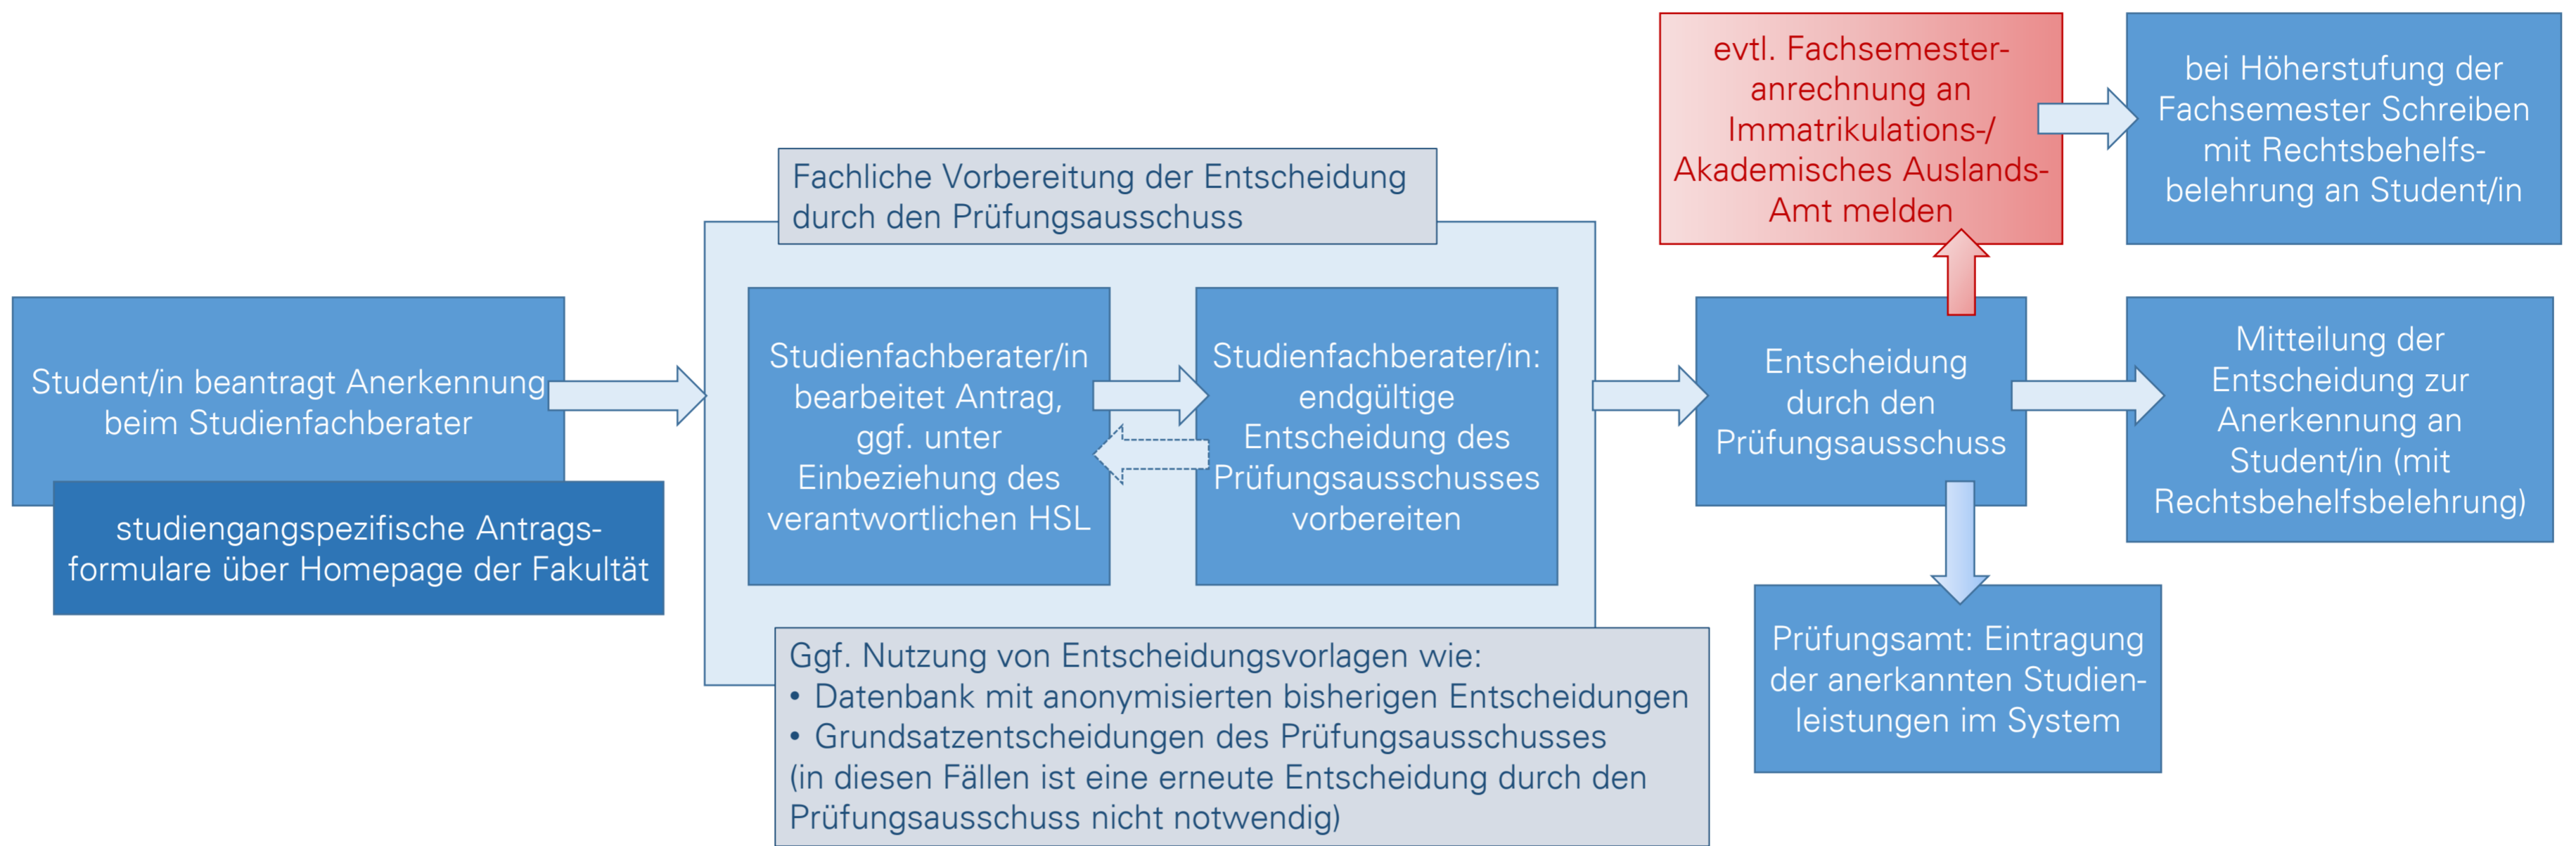 Student/in beantragt Anerkennung
beim Studienfachberater
studiengangspezifische Antrags-
formulare über Homepage der Fakultät
Fachliche Vorbereitung der Entscheidung
durch den Prüfungsausschuss
Studienfachberater/in
bearbeitet Antrag,
ggf. unter
Einbeziehung des
verantwortlichen HSL
Studienfachberater/in:
endgültige
Entscheidung des
Prüfungsausschusses
vorbereiten
Ggf. Nutzung von Entscheidungsvorlagen wie:
• Datenbank mit anonymisierten bisherigen Entscheidungen
• Grundsatzentscheidungen des Prüfungsausschusses
(in diesen Fällen ist eine erneute Entscheidung durch den
Prüfungsausschuss nicht notwendig)
Entscheidung
durch den
Prüfungsausschuss
evtl. Fachsemester-
anrechnung an
Immatrikulations-/
Akademisches Auslands-
Amt melden
bei Höherstufung der
Fachsemester Schreiben
mit Rechtsbehelfs-
belehrung an Student/in
Mitteilung der
Entscheidung zur
Anerkennung an
Student/in (mit
Rechtsbehelfsbelehrung)
Prüfungsamt: Eintragung
der anerkannten Studien-
leistungen im System